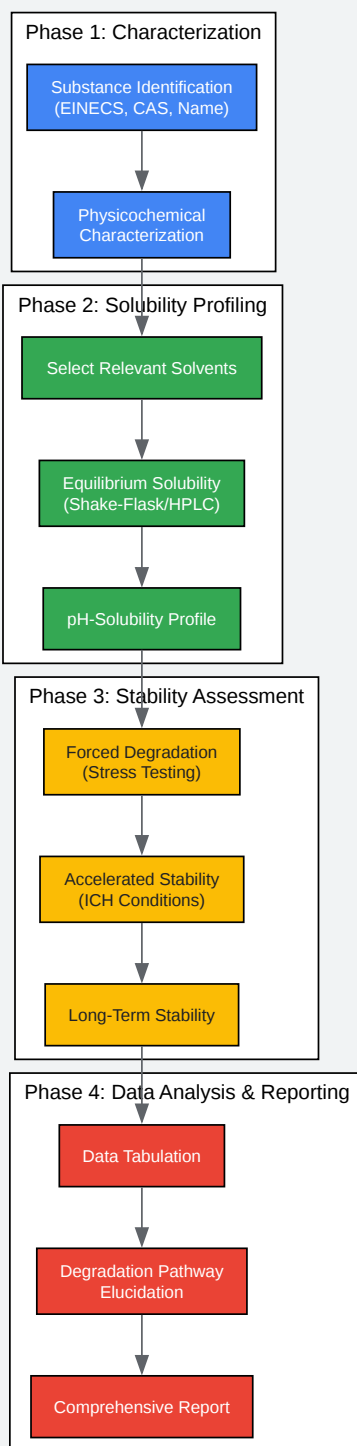 Phase 1: Characterization
Substance Identification
(EINECS, CAS, Name)
Physicochemical
Characterization
Phase 2: Solubility Profiling
Select Relevant Solvents
Equilibrium Solubility
(Shake-Flask/HPLC)
pH-Solubility Profile
Phase 3: Stability Assessment
Forced Degradation
(Stress Testing)
Accelerated Stability
(ICH Conditions)
Long-Term Stability
Phase 4: Data Analysis & Reporting
Data Tabulation
Degradation Pathway
Elucidation
Comprehensive Report